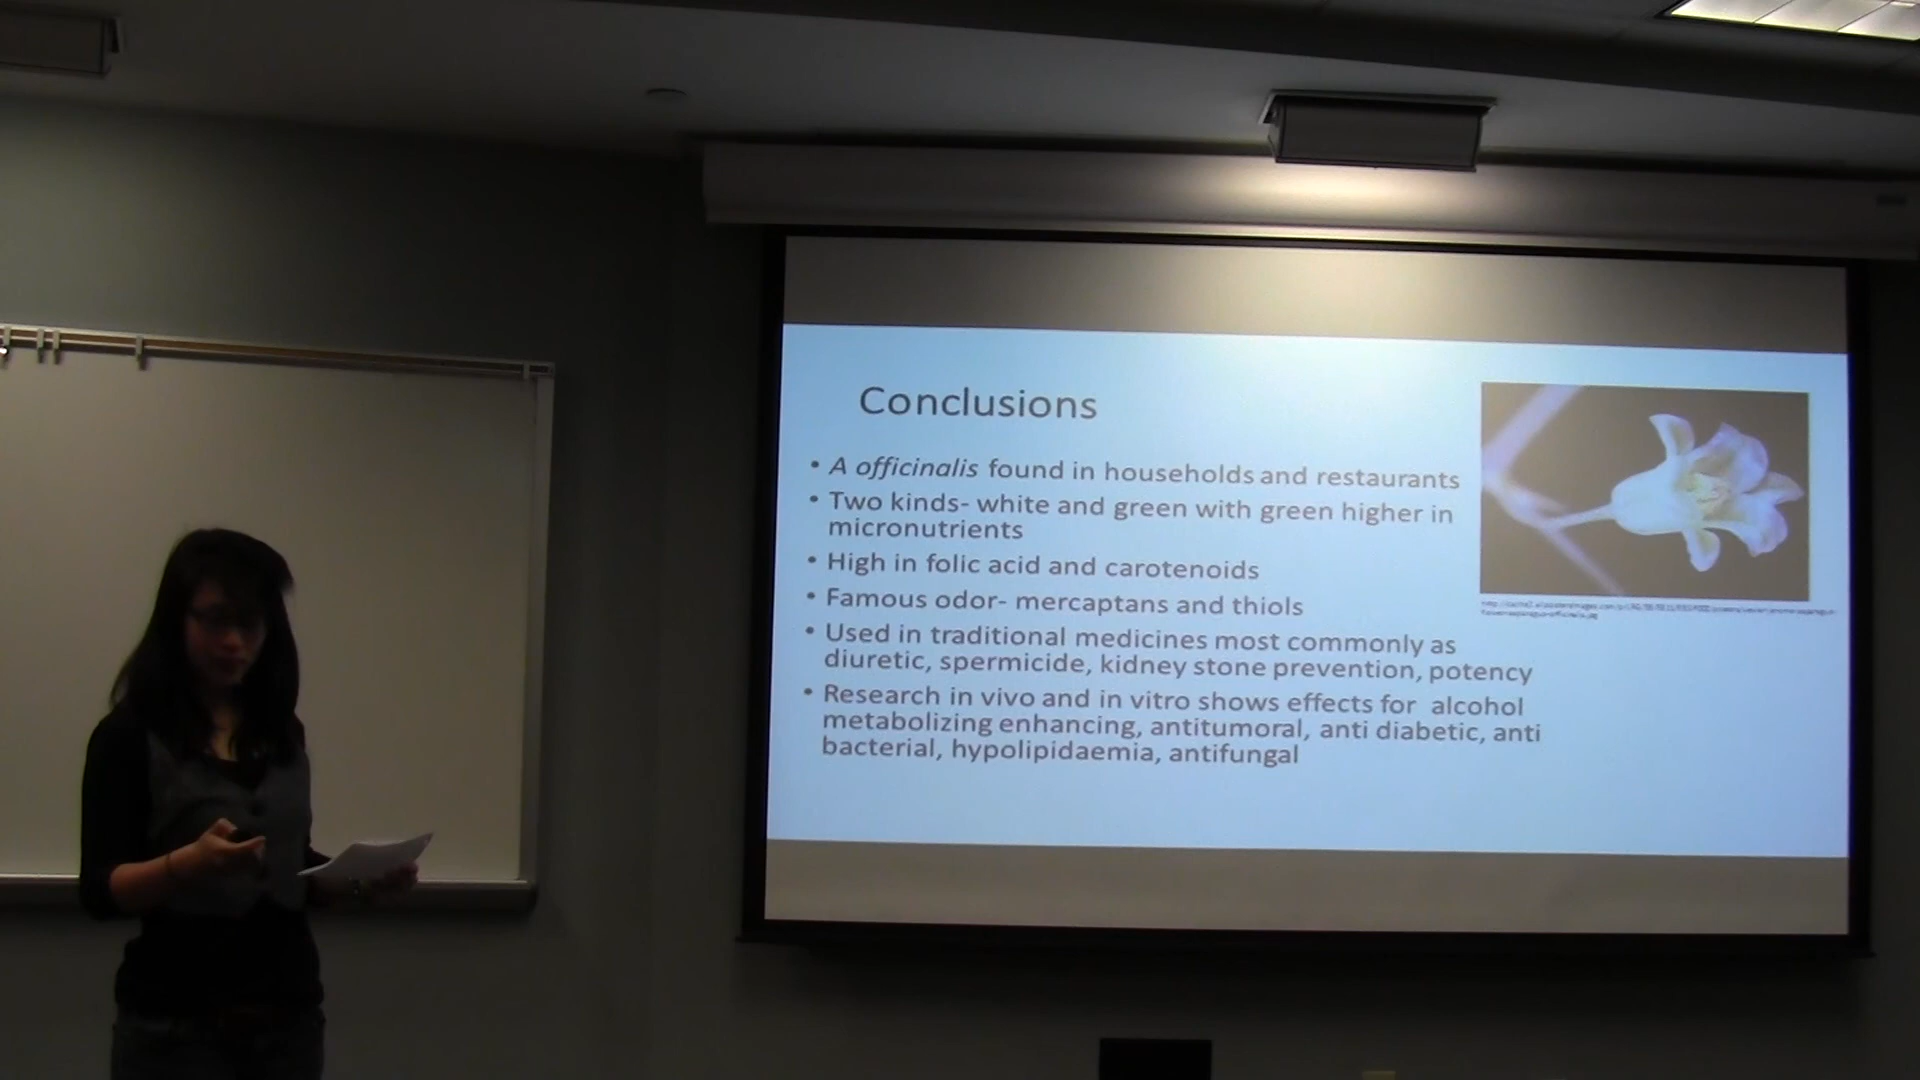 Conclusions
• A officinalis found in households and restaurants
• Two kinds- white and green with green higher in
micronutrients
• High in folic acid and carotenoids
• Famous odor- mercaptans and thiols
• Used in traditional medicines most commonly as
diuretic, spermicide, kidney stone prevention, potency
• Research in vivo and in vitro shows effects for alcohol
metabolizing enhancing, antitumoral, anti diabetic, anti
bacterial, hypolipidaemia, antifungal